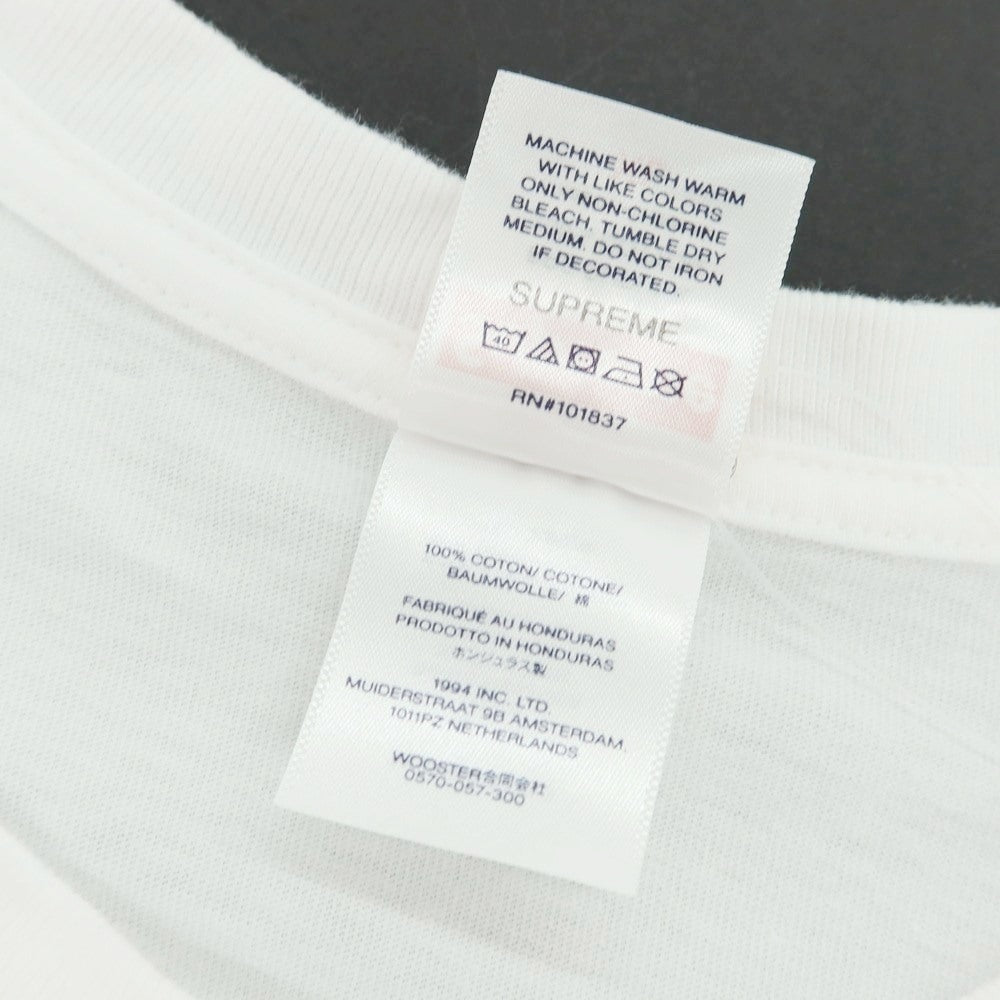 MACHINE WASH WARM
WITH LIKE COLORS
ONLY NON-CHLORINE
BLEACH. TUMBLE DRY
MEDIUM. DO NOT IRON
IF DECORATED.
SUPREME
40
RN#101837
100% COTON/ COTONE/
BAUMWOLLE/ 綿
FABRIQUÉ AU HONDURAS
PRODOTTO IN HONDURAS
ホンジュラス製
1994 INC. LTD.
MUIDERSTRAAT 9B AMSTERDAM
1011PZ NETHERLANDS
WOOSTER合同会社
0570-057-300